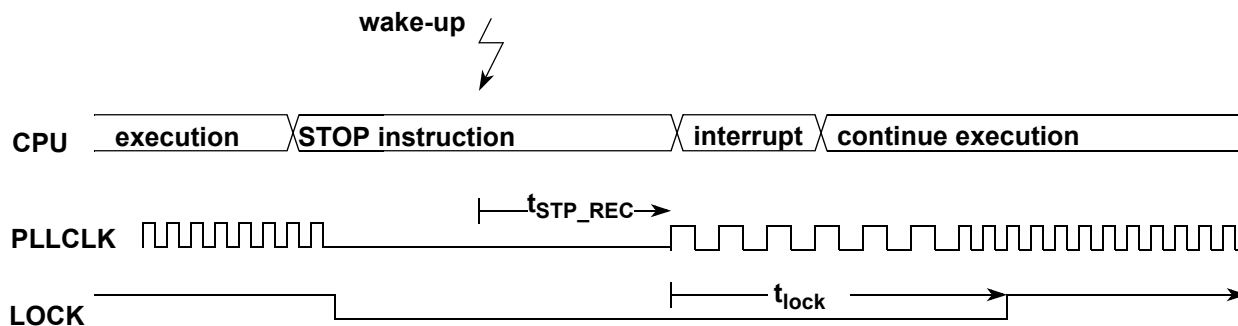 wake-up
CPU execution STOP instruction interrupt continue execution
tSTP_REC
PLLCLK
tlock
LOCK